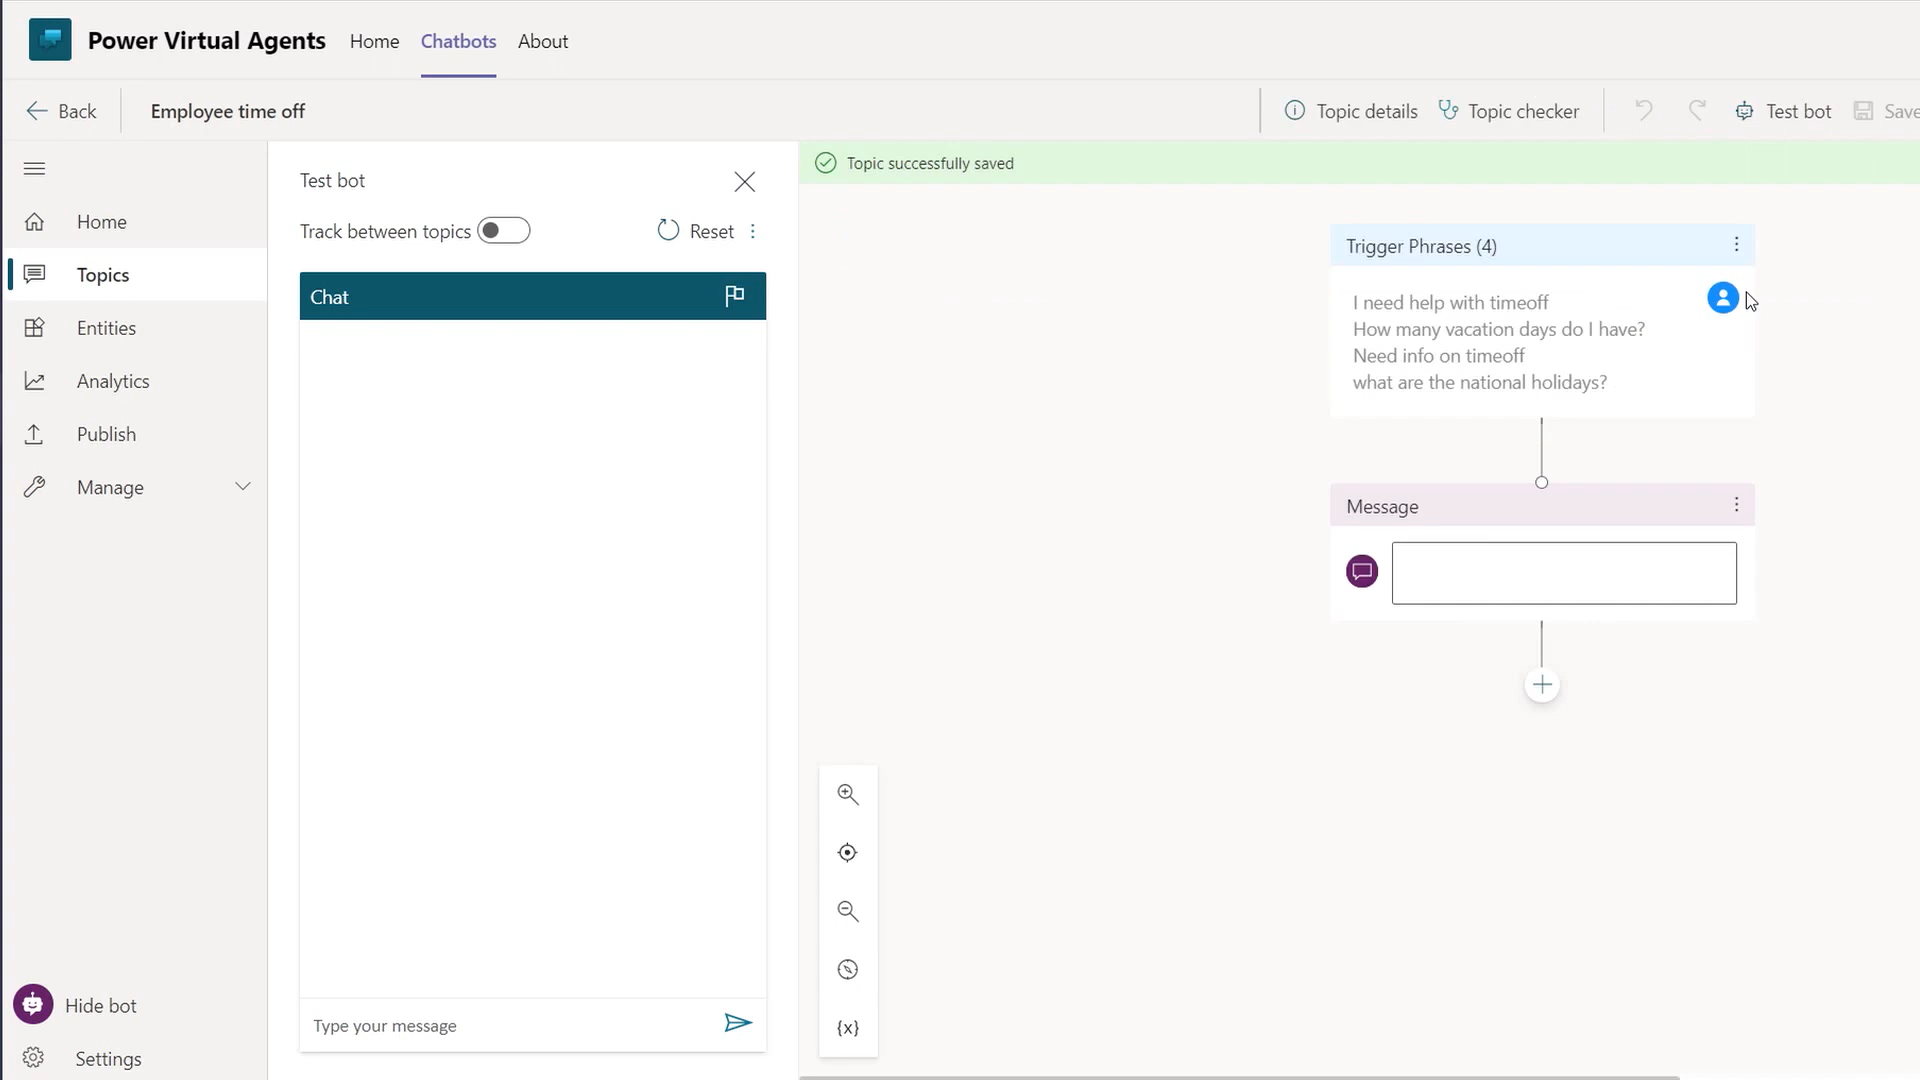 Power Virtual Agents
Home
Chatbots
About
Back
Employee time off
Topic details
Topic checker
Test bot
Save
Home
Topics
Entities
Analytics
Publish
Manage
Hide bot
Settings
Test bot
Track between topics
Reset
Chat
Type your message
Topic successfully saved
Trigger Phrases (4)
I need help with timeoff
How many vacation days do I have?
Need info on timeoff
what are the national holidays?
Message
{x}